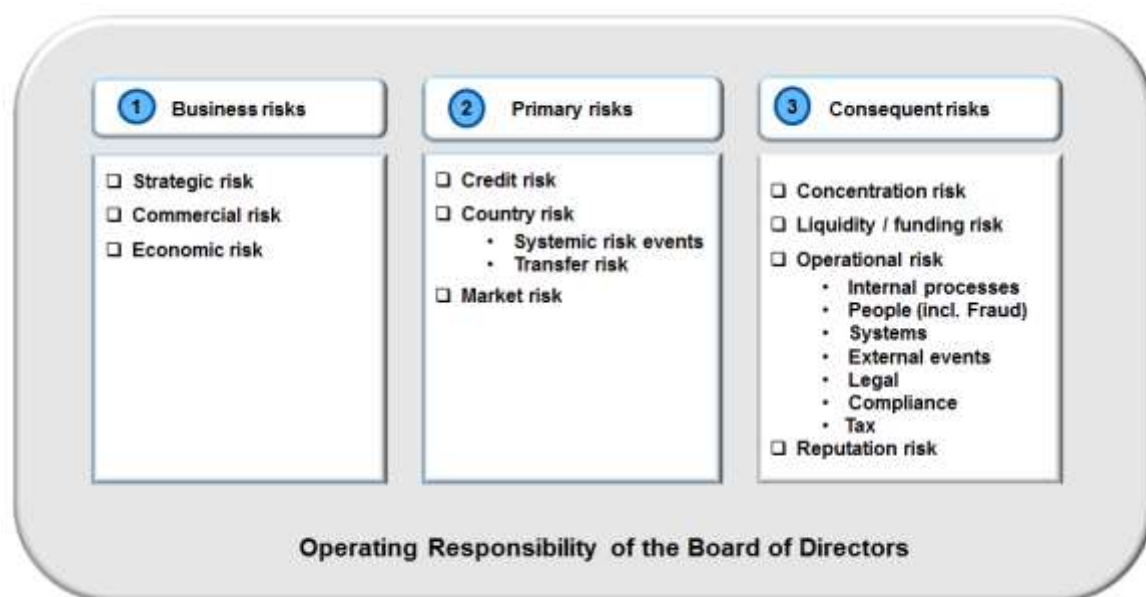 1 Business risks
❑ Strategic risk
❑ Commercial risk
❑ Economic risk
2 Primary risks
❑ Credit risk
❑ Country risk
• Systemic risk events
• Transfer risk
❑ Market risk
3 Consequent risks
❑ Concentration risk
❑ Liquidity / funding risk
❑ Operational risk
• Internal processes
• People (incl. Fraud)
• Systems
• External events
• Legal
• Compliance
• Tax
❑ Reputation risk
Operating Responsibility of the Board of Directors